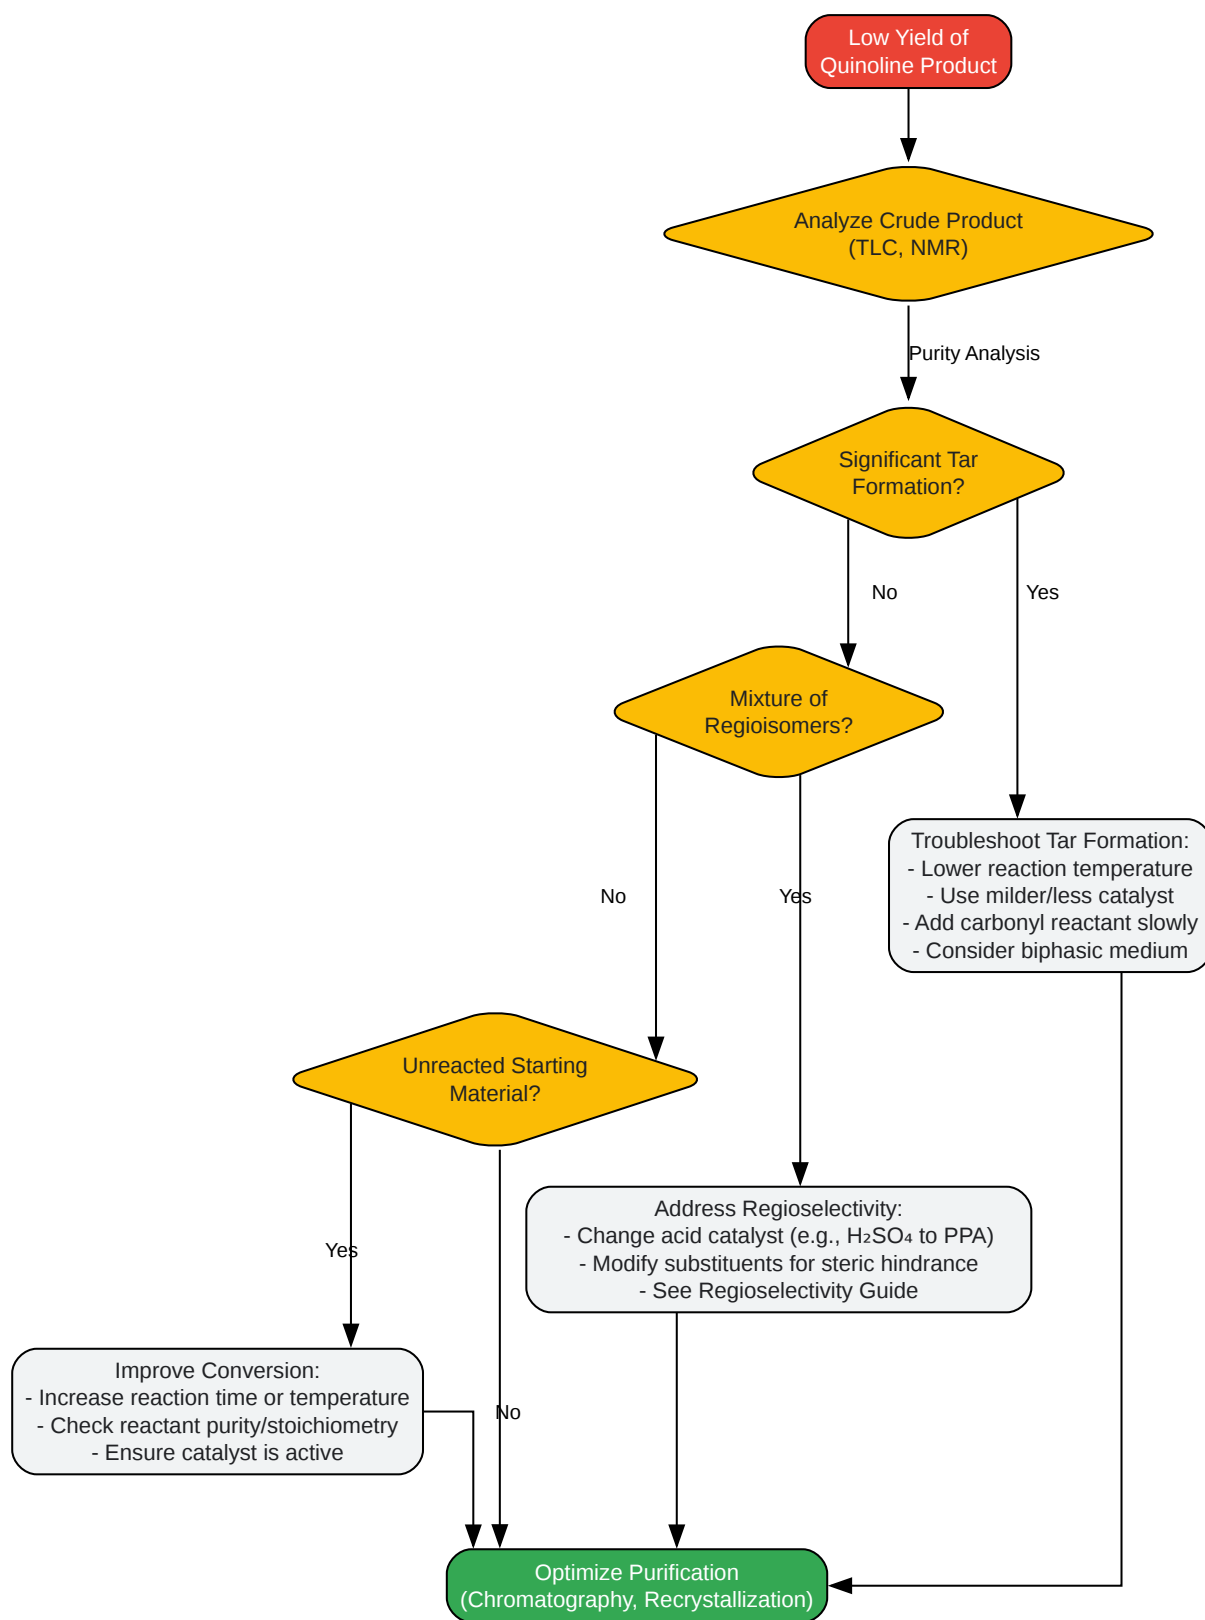 Low Yield of
Quinoline Product
Analyze Crude Product
(TLC, NMR)
Purity Analysis
Significant Tar
Formation?
No
Yes
Mixture of
Regioisomers?
Troubleshoot Tar Formation:
- Lower reaction temperature
- Use milder/less catalyst
- Add carbonyl reactant slowly
- Consider biphasic medium
No
Yes
Unreacted Starting
Material?
Address Regioselectivity:
- Change acid catalyst (e.g., H₂SO₄ to PPA)
- Modify substituents for steric hindrance
- See Regioselectivity Guide
Yes
Improve Conversion:
- Increase reaction time or temperature
- Check reactant purity/stoichiometry
- Ensure catalyst is active
No
Optimize Purification
(Chromatography, Recrystallization)